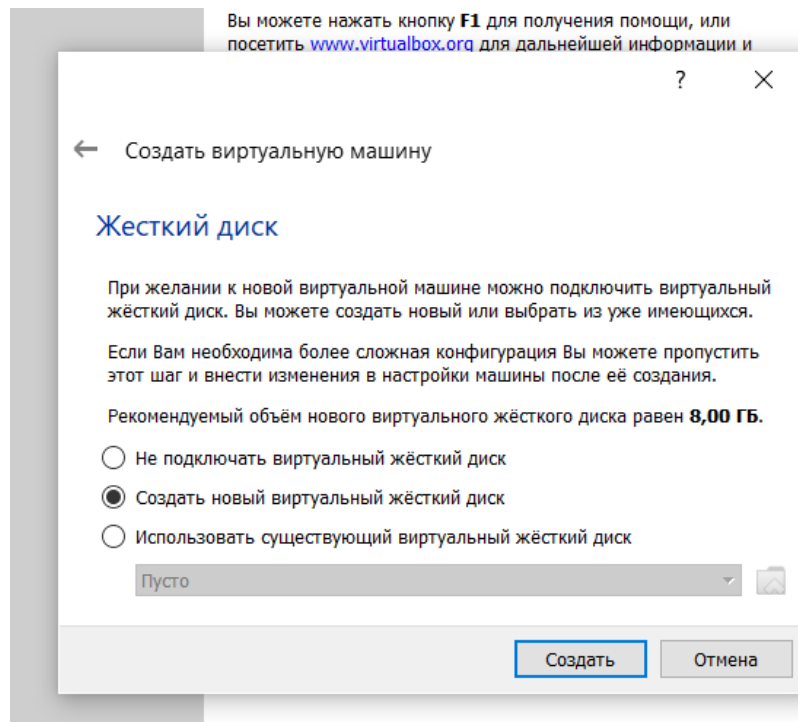 Вы можете нажать кнопку F1 для получения помощи, или
посетить www.virtualbox.org для дальнейшей информации и
?
Создать виртуальную машину
Жесткий диск
При желании к новой виртуальной машине можно подключить виртуальный
жёсткий диск. Вы можете создать новый или выбрать из уже имеющихся.
Если Вам необходима более сложная конфигурация Вы можете пропустить
этот шаг и внести изменения в настройки машины после её создания.
Рекомендуемый объём нового виртуального жёсткого диска равен 8,00 ГБ.
Не подключать виртуальный жёсткий диск
Создать новый виртуальный жёсткий диск
Использовать существующий виртуальный жёсткий диск
Пусто
Создать Отмена